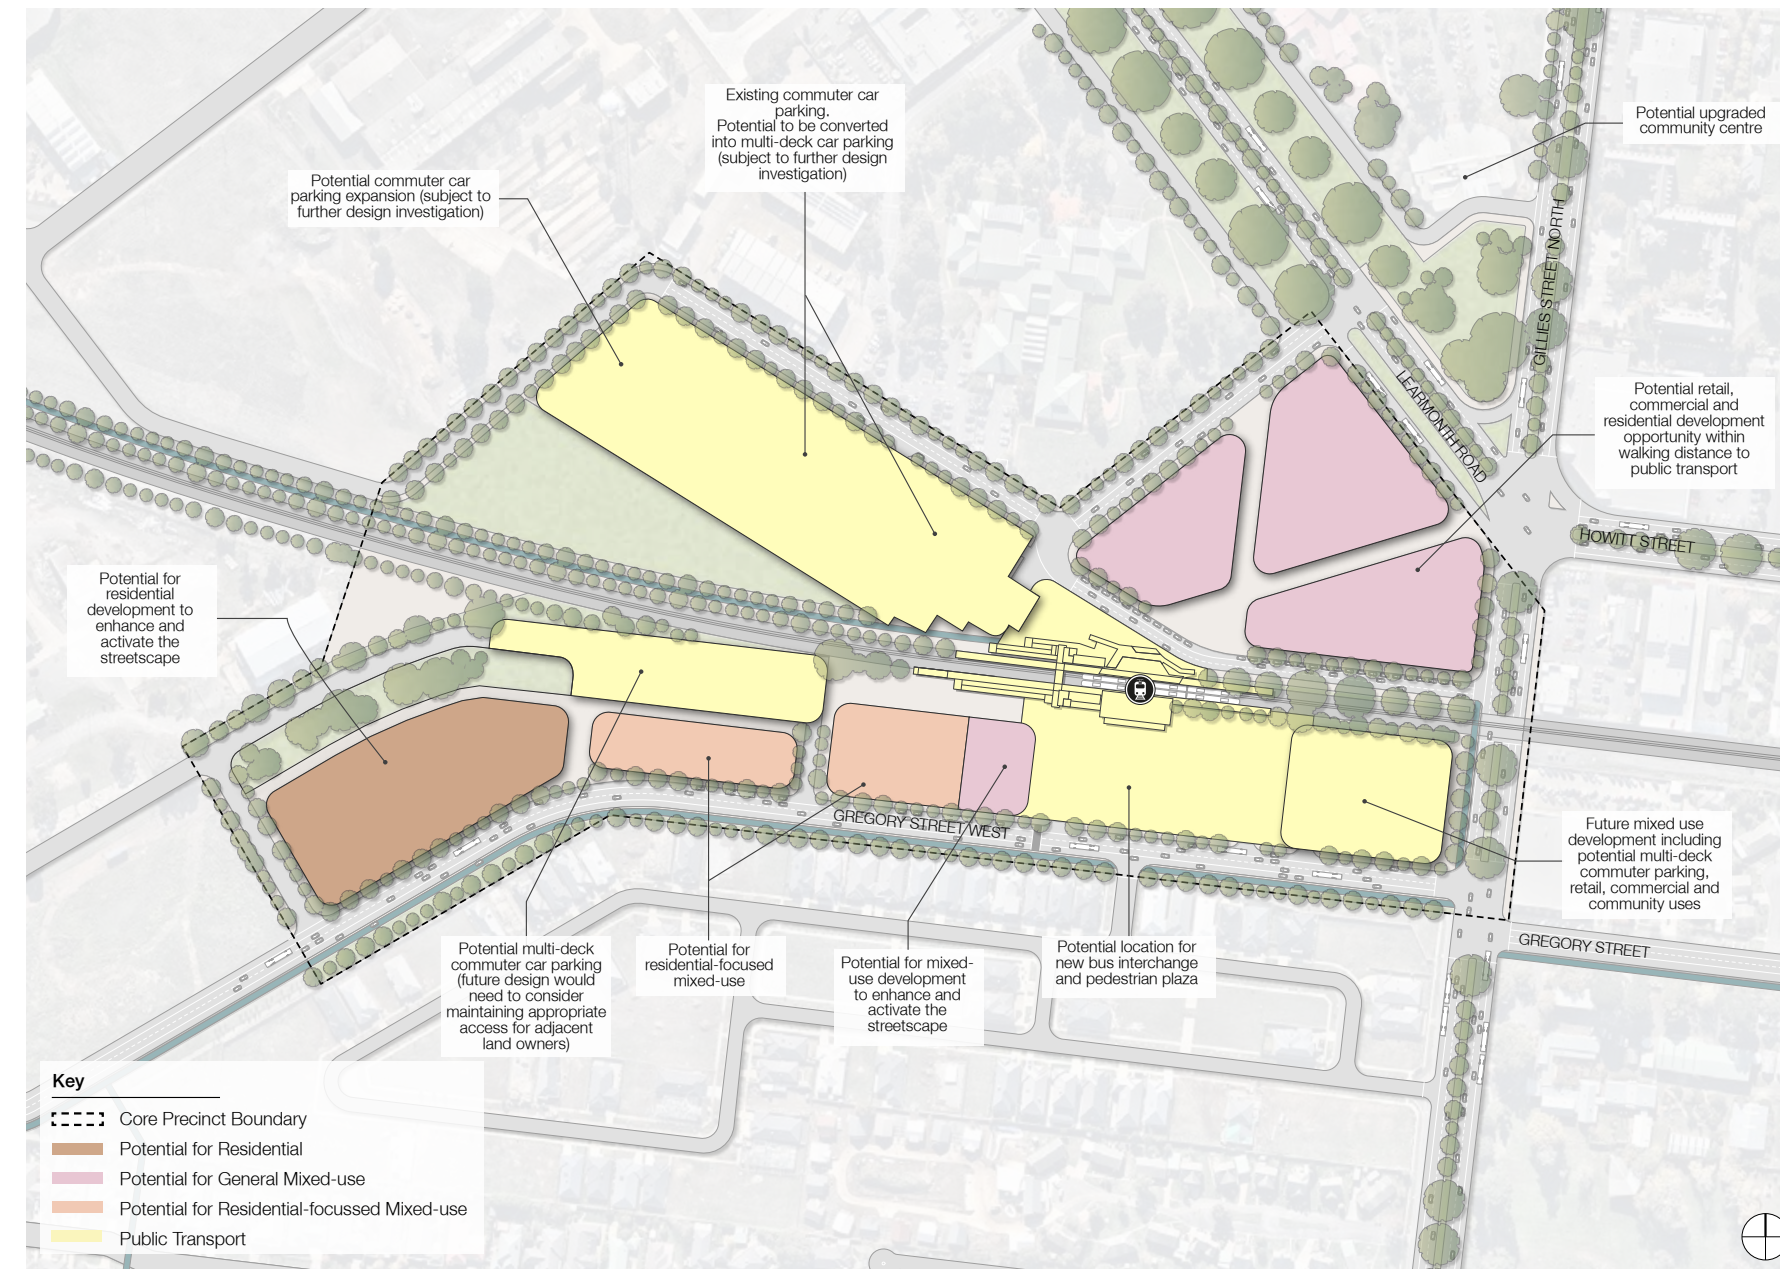 Existing commuter car
parking.
Potential to be converted
into multi-deck car parking
(subject to further design
investigation)
Potential upgraded
community centre
Potential commuter car
parking expansion (subject to
further design investigation)
GILLIES STREET NORTH
LEARMONTH ROAD
Potential retail,
commercial and
residential development
opportunity within
walking distance to
public transport
HOWITT STREET
Potential for
residential
development to
enhance and
activate the
streetscape
GREGORY STREET WEST
Future mixed use
development including
potential multi-deck
commuter parking,
retail, commercial and
community uses
GREGORY STREET
Potential multi-deck
commuter car parking
(future design would
need to consider
maintaining appropriate
access for adjacent
land owners)
Potential for
residential-focused
mixed-use
Potential for mixed-
use development
to enhance and
activate the
streetscape
Potential location for
new bus interchange
and pedestrian plaza
Key
Core Precinct Boundary
Potential for Residential
Potential for General Mixed-use
Potential for Residential-focussed Mixed-use
Public Transport